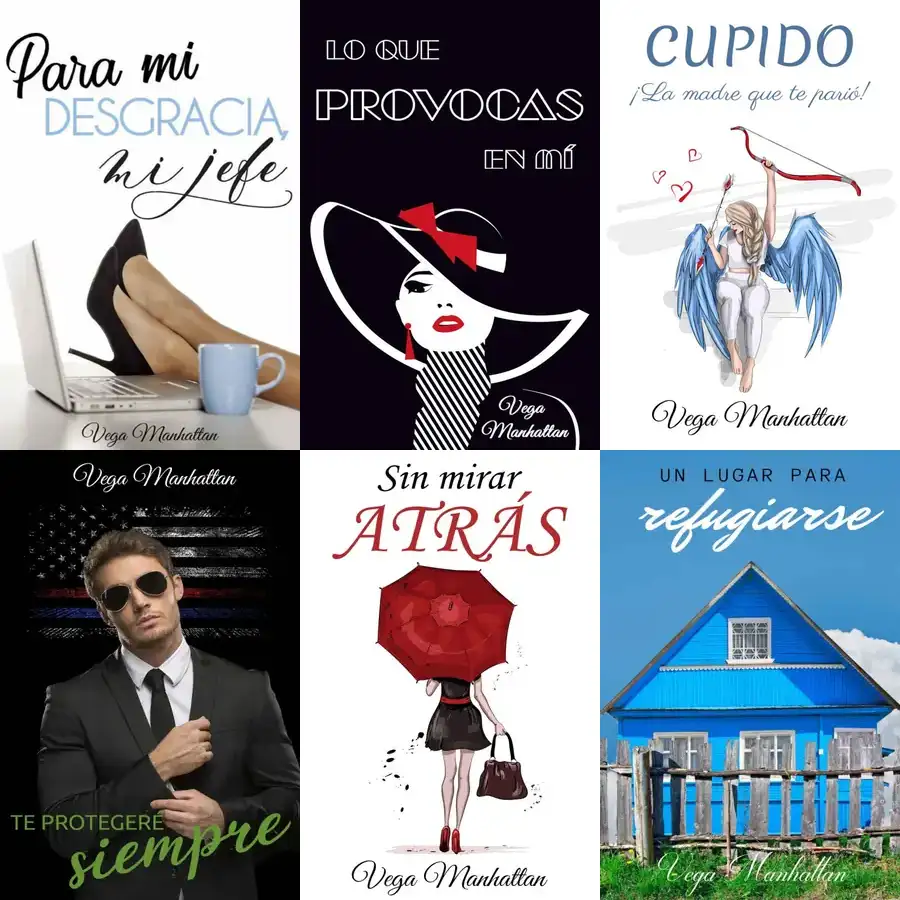 Para mi
DESGRACIA,
mi jefe
Vega Manhattan
LO QUE
PROVOCAS
EN MÍ
Vega
Manhattan
CUPIDO
¡La madre que te parió!
Vega Manhattan
Vega Manhattan
TE PROTEGERÉ
siempre
Sin mirar
ATRÁS
Vega Manhattan
UN LUGAR PARA
refugiarse
Vega Manhattan